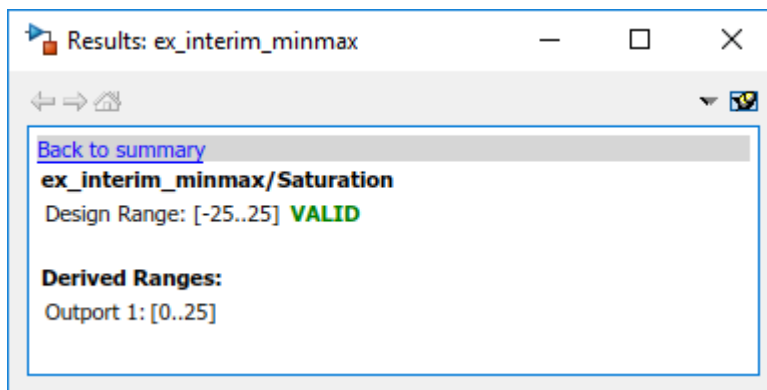 Results: ex_interim_minmax
Back to summary
ex_interim_minmax/Saturation
Design Range: [-25..25] VALID
Derived Ranges:
Outport 1: [0..25]